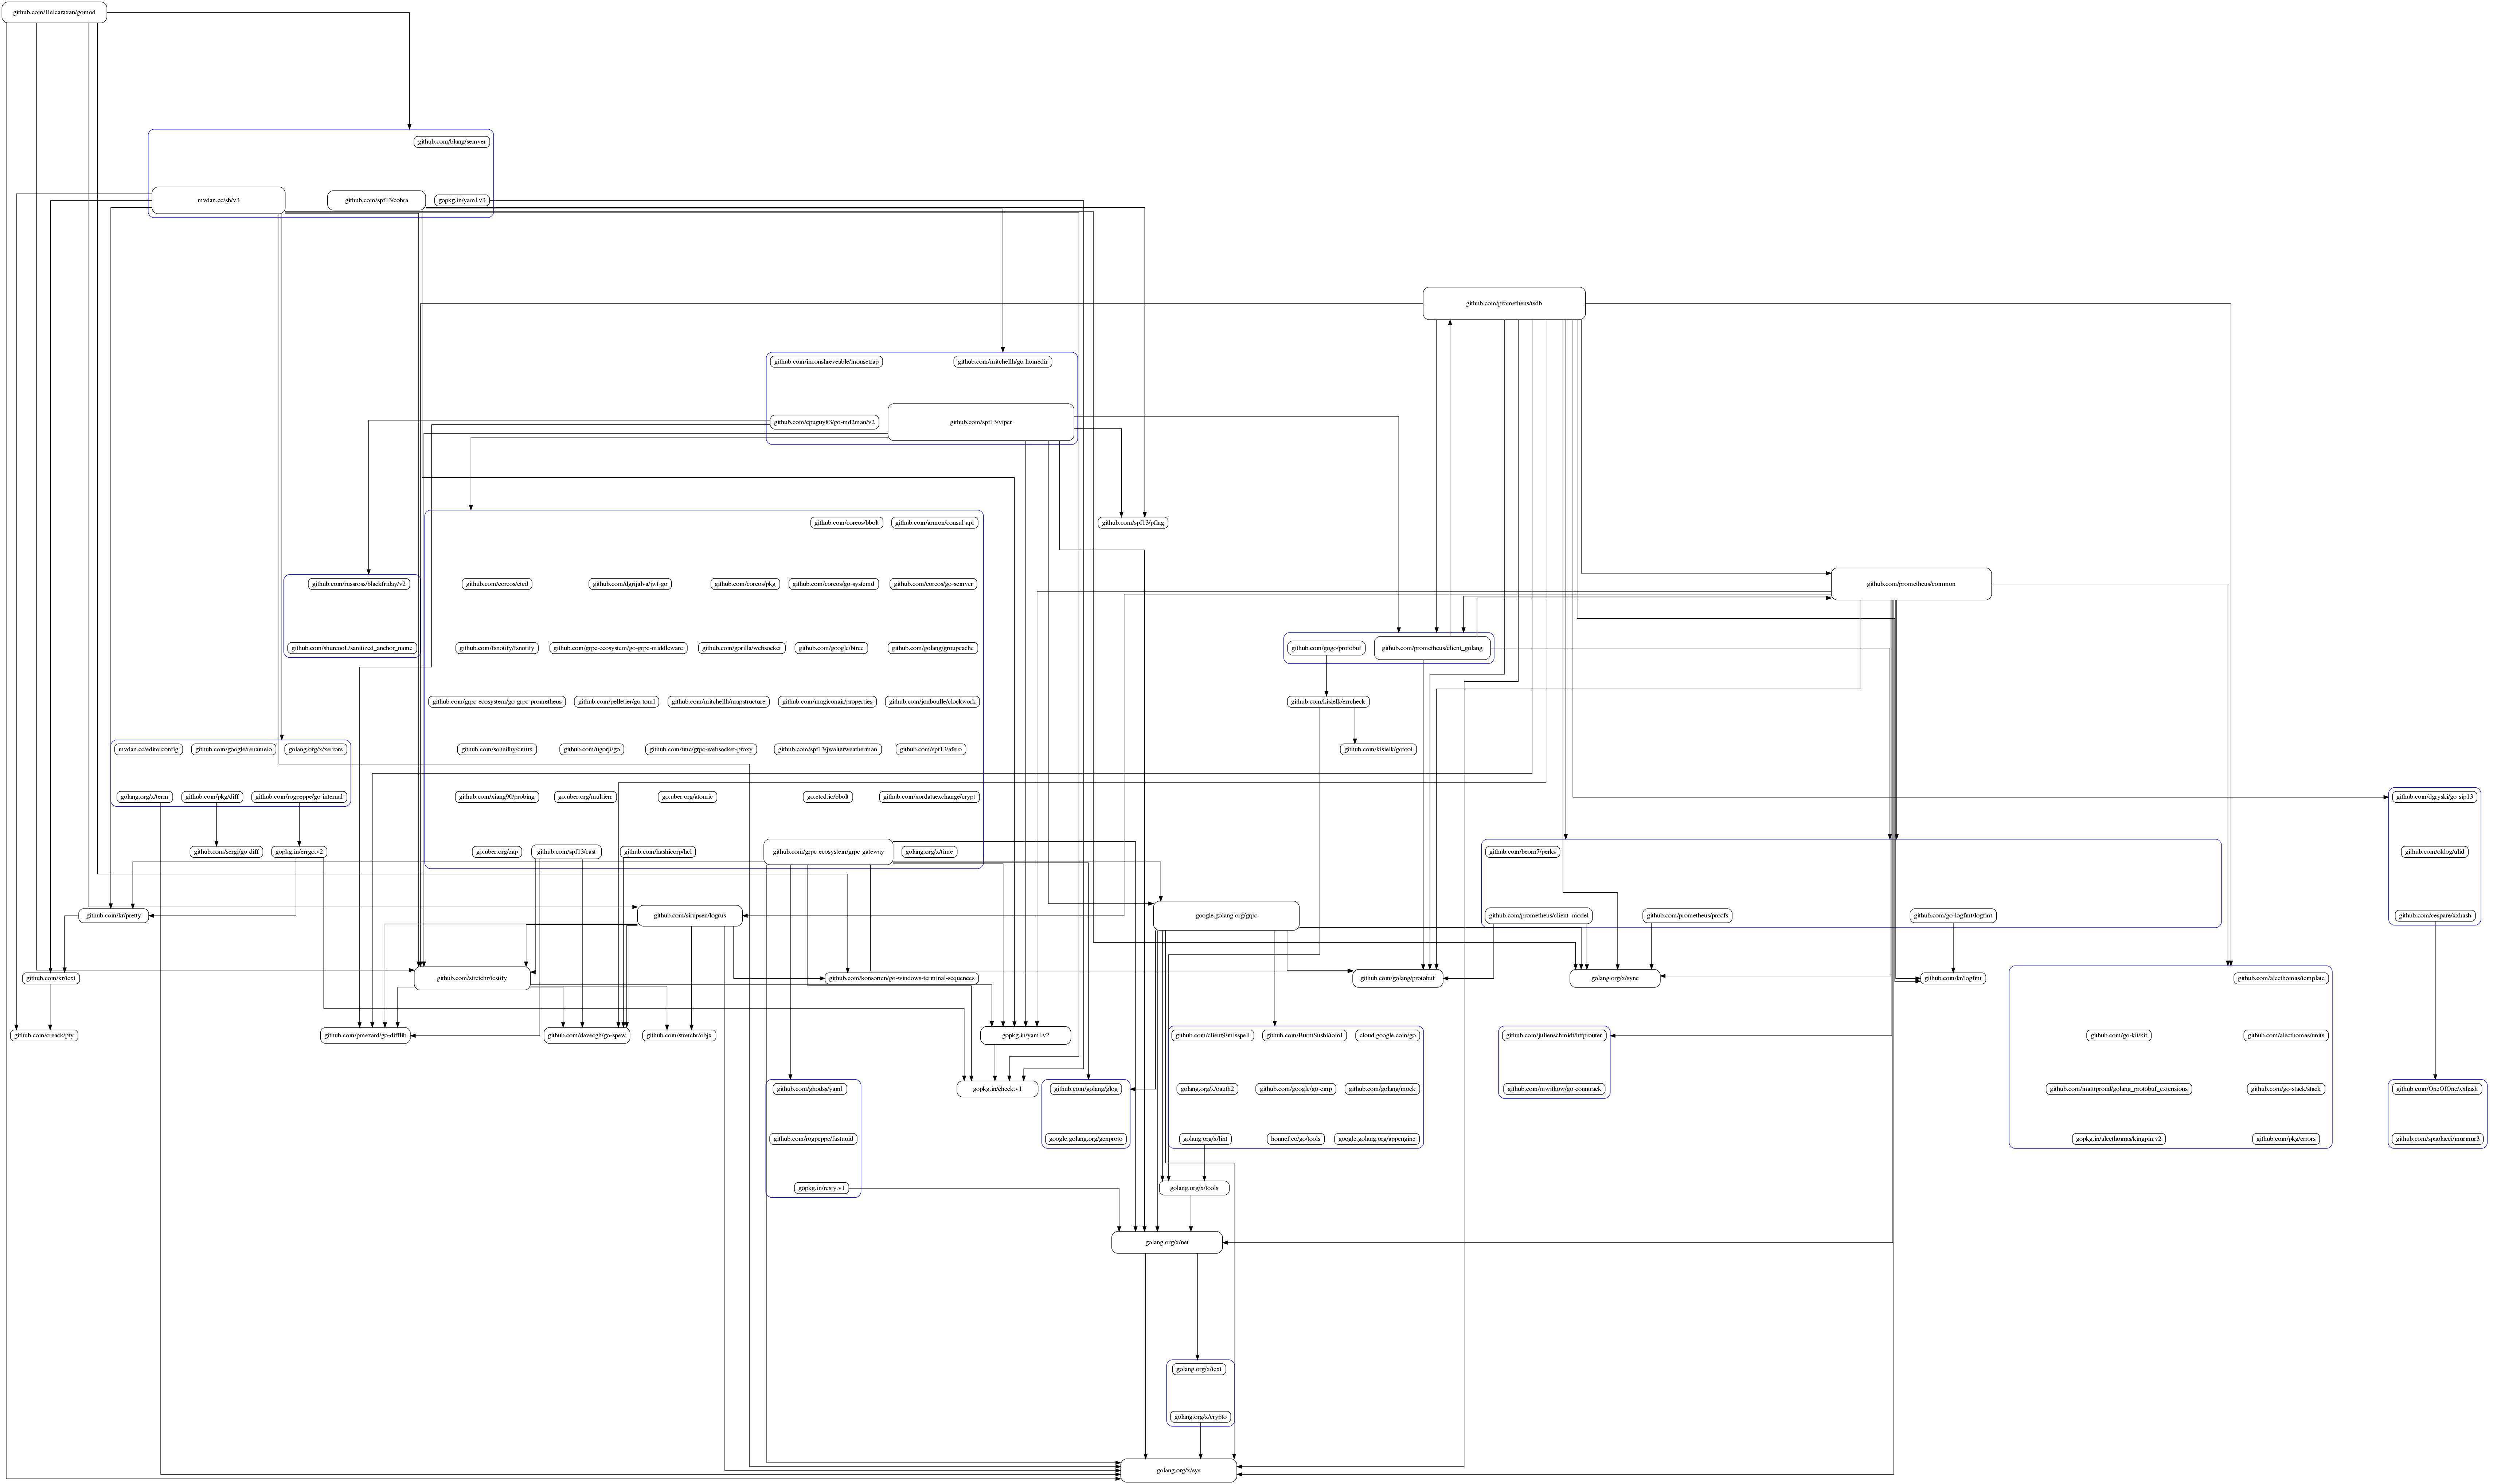 github.com/Helcaraxan/gomod
github.com/blang/semver
mvdan.cc/sh/v3
github.com/spf13/cobra
gopkg.in/yaml.v3
github.com/prometheus/tsdb
github.com/inconshreveable/mousetrap
github.com/mitchellh/go-homedir
github.com/cpuguy83/go-md2man/v2
github.com/spf13/viper
github.com/coreos/bbolt
github.com/armon/consul-api
github.com/spf13/pflag
github.com/russross/blackfriday/v2
github.com/coreos/etcd
github.com/dgrijalva/jwt-go
github.com/coreos/pkg
github.com/coreos/go-systemd
github.com/coreos/go-semver
github.com/prometheus/common
github.com/shurcooL/sanitized_anchor_name
github.com/fsnotify/fsnotify
github.com/grpc-ecosystem/go-grpc-middleware
github.com/gorilla/websocket
github.com/google/btree
github.com/golang/groupcache
github.com/gogo/protobuf
github.com/prometheus/client_golang
github.com/grpc-ecosystem/go-grpc-prometheus
github.com/pelletier/go-toml
github.com/mitchellh/mapstructure
github.com/magiconair/properties
github.com/jonboulle/clockwork
github.com/kisielk/errcheck
mvdan.cc/editorconfig
github.com/google/renameio
golang.org/x/xerrors
github.com/soheilhy/cmux
github.com/ugorji/go
github.com/tmc/grpc-websocket-proxy
github.com/spf13/jwalterweatherman
github.com/spf13/afero
github.com/kisielk/gotool
golang.org/x/term
github.com/pkg/diff
github.com/rogpeppe/go-internal
github.com/xiang90/probing
go.uber.org/multierr
go.uber.org/atomic
go.etcd.io/bbolt
github.com/xordataexchange/crypt
github.com/dgryski/go-sip13
github.com/sergi/go-diff
gopkg.in/errgo.v2
go.uber.org/zap
github.com/spf13/cast
github.com/hashicorp/hcl
github.com/grpc-ecosystem/grpc-gateway
golang.org/x/time
github.com/beorn7/perks
github.com/oklog/ulid
github.com/kr/pretty
github.com/sirupsen/logrus
google.golang.org/grpc
github.com/prometheus/client_model
github.com/prometheus/procfs
github.com/go-logfmt/logfmt
github.com/cespare/xxhash
github.com/kr/text
github.com/stretchr/testify
github.com/konsorten/go-windows-terminal-sequences
github.com/golang/protobuf
golang.org/x/sync
github.com/kr/logfmt
github.com/alecthomas/template
github.com/creack/pty
github.com/pmezard/go-difflib
github.com/davecgh/go-spew
github.com/stretchr/objx
gopkg.in/yaml.v2
github.com/client9/misspell
github.com/BurntSushi/toml
cloud.google.com/go
github.com/julienschmidt/httprouter
github.com/go-kit/kit
github.com/alecthomas/units
github.com/ghodss/yaml
gopkg.in/check.v1
github.com/golang/glog
golang.org/x/oauth2
github.com/google/go-cmp
github.com/golang/mock
github.com/mwitkow/go-conntrack
github.com/matttproud/golang_protobuf_extensions
github.com/go-stack/stack
github.com/OneOfOne/xxhash
github.com/rogpeppe/fastuuid
google.golang.org/genproto
golang.org/x/lint
honnef.co/go/tools
google.golang.org/appengine
gopkg.in/alecthomas/kingpin.v2
github.com/pkg/errors
github.com/spaolacci/murmur3
gopkg.in/resty.v1
golang.org/x/tools
golang.org/x/net
golang.org/x/text
golang.org/x/crypto
golang.org/x/sys